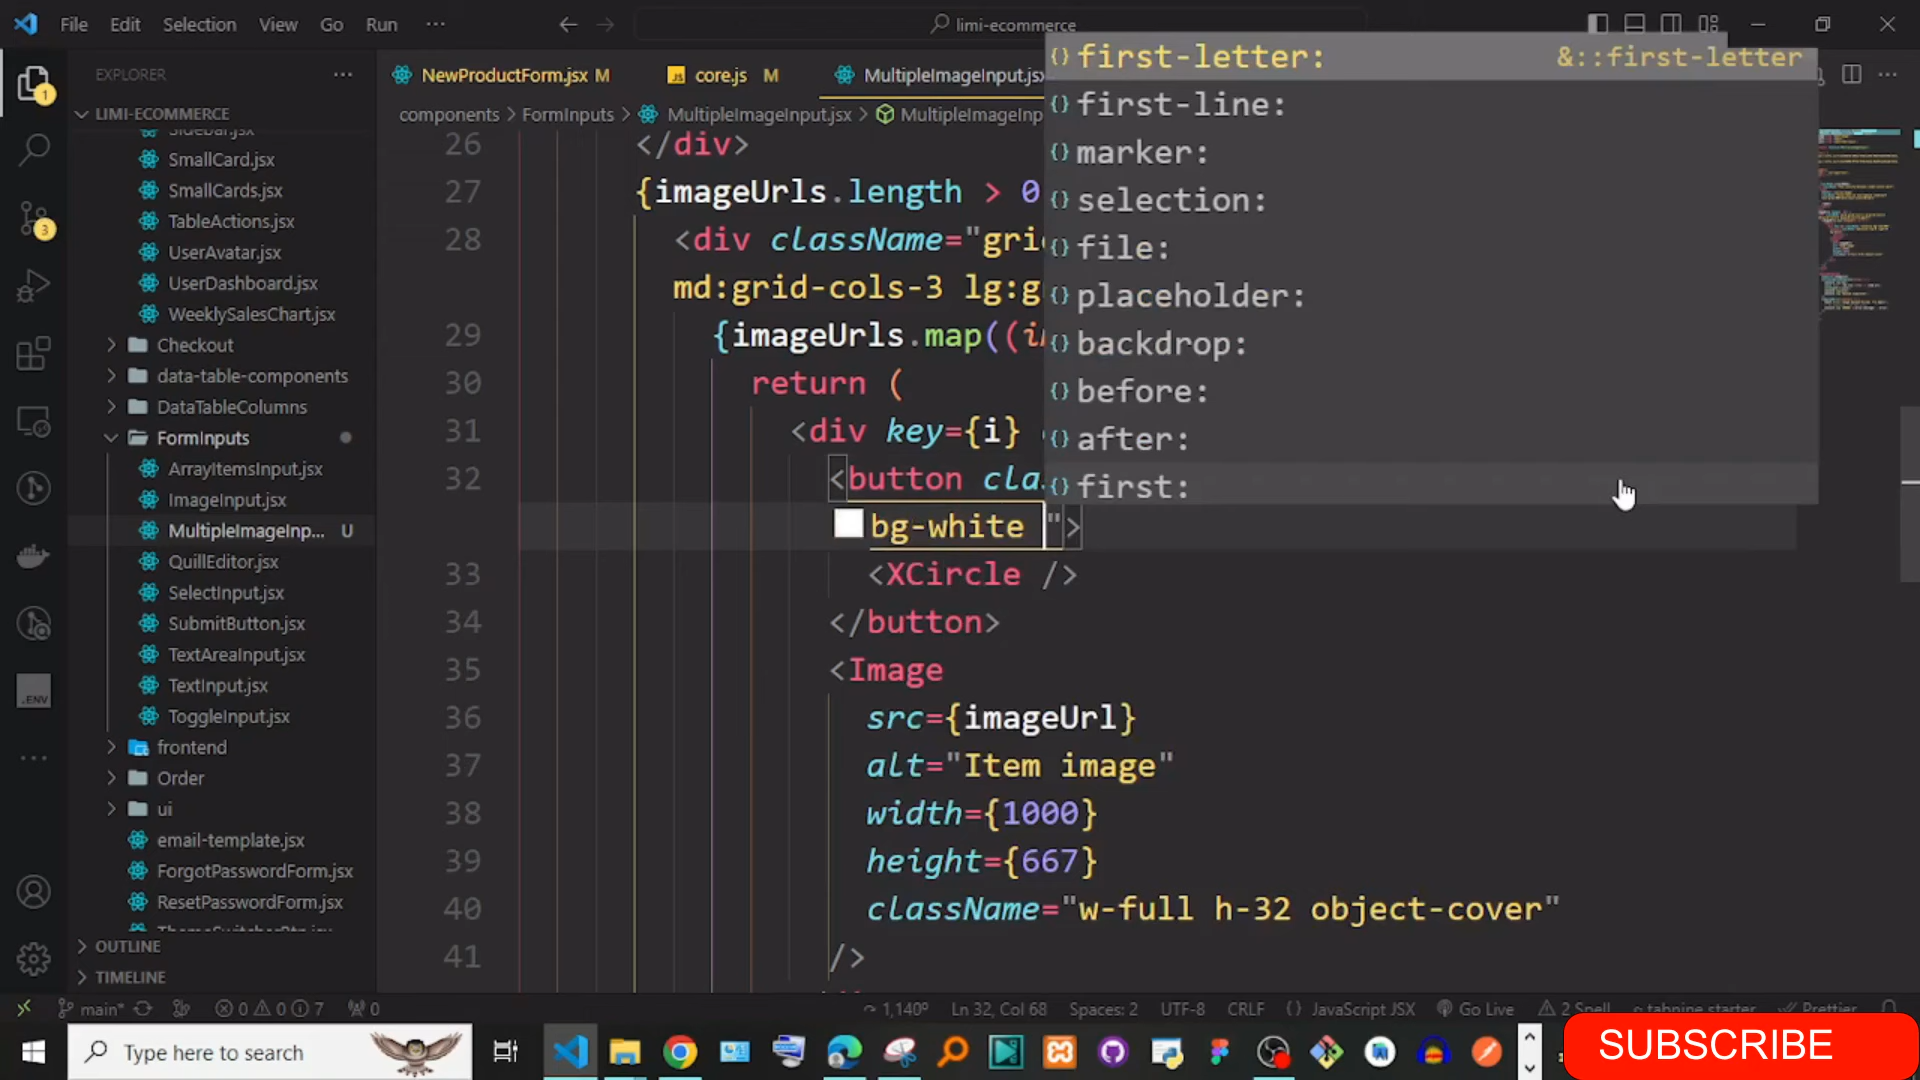 File Edit Selection View Go Run ··· limi-ecommerce
EXPLORER ···
LIMI-ECOMMERCE
Sidebar.jsx
SmallCard.jsx
SmallCards.jsx
TableActions.jsx
UserAvatar.jsx
UserDashboard.jsx
WeeklySalesChart.jsx
Checkout
data-table-components
DataTableColumns
FormInputs
ArrayItemsInput.jsx
ImageInput.jsx
MultipleImageInp... U
QuillEditor.jsx
SelectInput.jsx
SubmitButton.jsx
TextAreaInput.jsx
TextInput.jsx
ToggleInput.jsx
frontend
Order
ui
email-template.jsx
ForgotPasswordForm.jsx
ResetPasswordForm.jsx
OUTLINE
TIMELINE
1
3
.ENV
NewProductForm.jsx M core.js M MultipleImageInput.jsx
components > FormInputs > MultipleImageInput.jsx > MultipleImageInp
26 </div>
27 {imageUrls.length > 0
28 <div className="gri
md:grid-cols-3 lg:g
29 {imageUrls.map((i
30 return (
31 <div key={i}
32 <button clas
bg-white ">
33 <XCircle />
34 </button>
35 <Image
36 src={imageUrl}
37 alt="Item image"
38 width={1000}
39 height={667}
40 className="w-full h-32 object-cover"
41 />
first-letter: &::first-letter
first-line:
marker:
selection:
file:
placeholder:
backdrop:
before:
after:
first:
main* 0 0 7 0 1,140º Ln 32, Col 68 Spaces: 2 UTF-8 CRLF {} JavaScript JSX Go Live 2 Spell tabnine starter Prettier
Type here to search
SUBSCRIBE